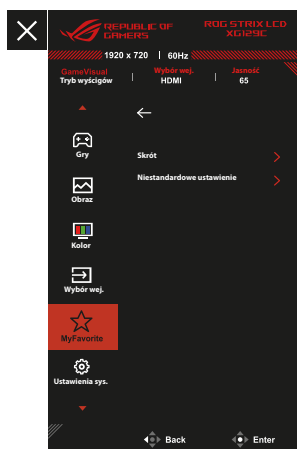 REPUBLIC OF
GAMERS
ROG STRIX LCD
XG129C
1920 x 720 | 60Hz
GameVisual
Tryb wyścigów
Wybór wej.
HDMI
Jasność
65
Gry
Obraz
Kolor
Wybór wej.
MyFavorite
Ustawienia sys.
Skrót
Niestandardowe ustawienie
Back
Enter